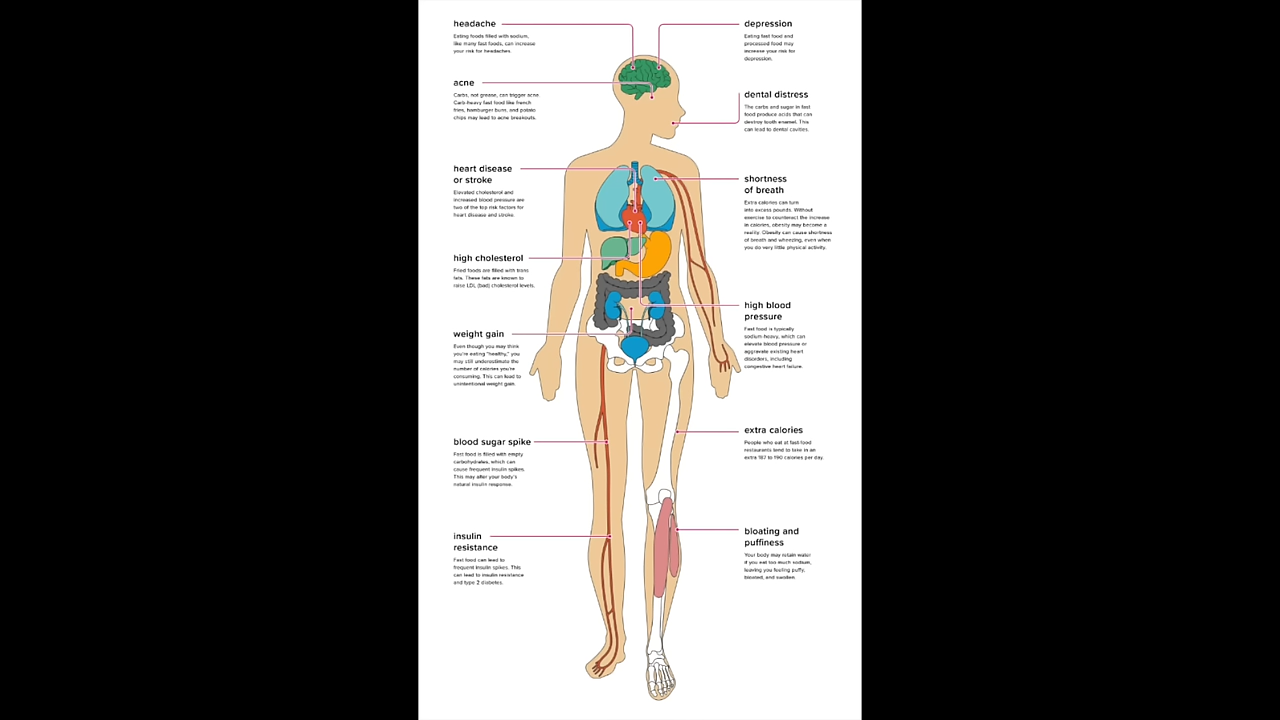 headache
Eating foods filled with sodium,
like many fast foods, can increase
your risk for headaches.
acne
Carbs, not grease, can trigger acne.
Carb-heavy fast food like french
fries, hamburger buns, and potato
chips may lead to acne breakouts.
heart disease
or stroke
Elevated cholesterol and
increased blood pressure are
two of the top risk factors for
heart disease and stroke.
high cholesterol
Fried foods are filled with trans
fats. These fats are known to
raise LDL (bad) cholesterol levels.
weight gain
Even though you may think
you're eating "healthy," you
may still underestimate the
number of calories you're
consuming. This can lead to
unintentional weight gain.
blood sugar spike
Fast food is filled with empty
carbohydrates, which can
cause frequent insulin spikes.
This may alter your body's
natural insulin response.
insulin
resistance
Fast food can lead to
frequent insulin spikes. This
can lead to insulin resistance
and type 2 diabetes.
depression
Eating fast food and
processed food may
increase your risk for
depression.
dental distress
The carbs and sugar in fast
food produce acids that can
destroy tooth enamel. This
can lead to dental cavities.
shortness
of breath
Extra calories can turn
into excess pounds. Without
exercise to counteract the increase
in calories, obesity may become a
reality. Obesity can cause shortness
of breath and wheezing, even when
you do very little physical activity.
high blood
pressure
Fast food is typically
sodium-heavy, which can
elevate blood pressure or
aggravate existing heart
disorders, including
congestive heart failure.
extra calories
People who eat at fast-food
restaurants tend to take in an
extra 187 to 190 calories per day.
bloating and
puffiness
Your body may retain water
if you eat too much sodium,
leaving you feeling puffy,
bloated, and swollen.